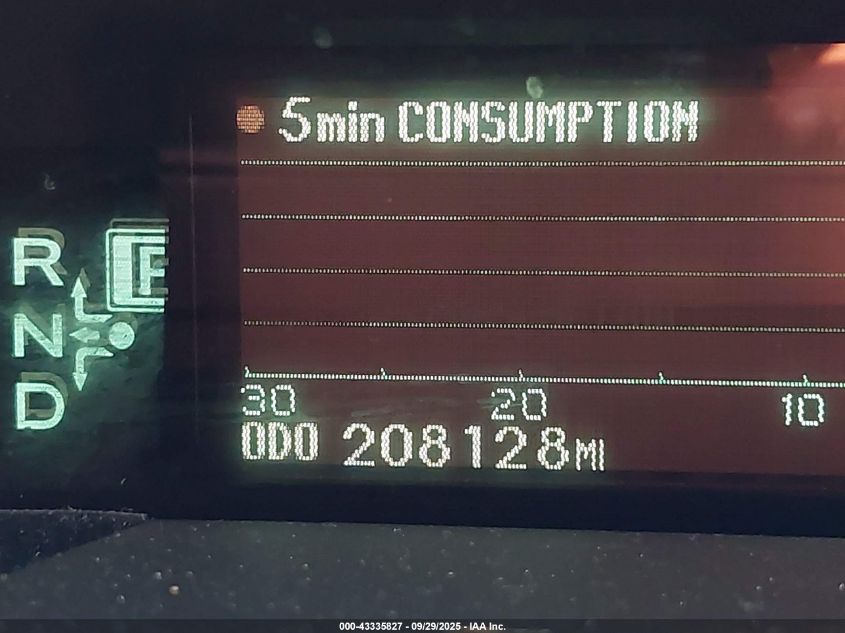 5min CONSUMPTION
R
N
D
30 20 10
ODO 208128MI
000-43335827 - 09/29/2025 - IAA Inc.